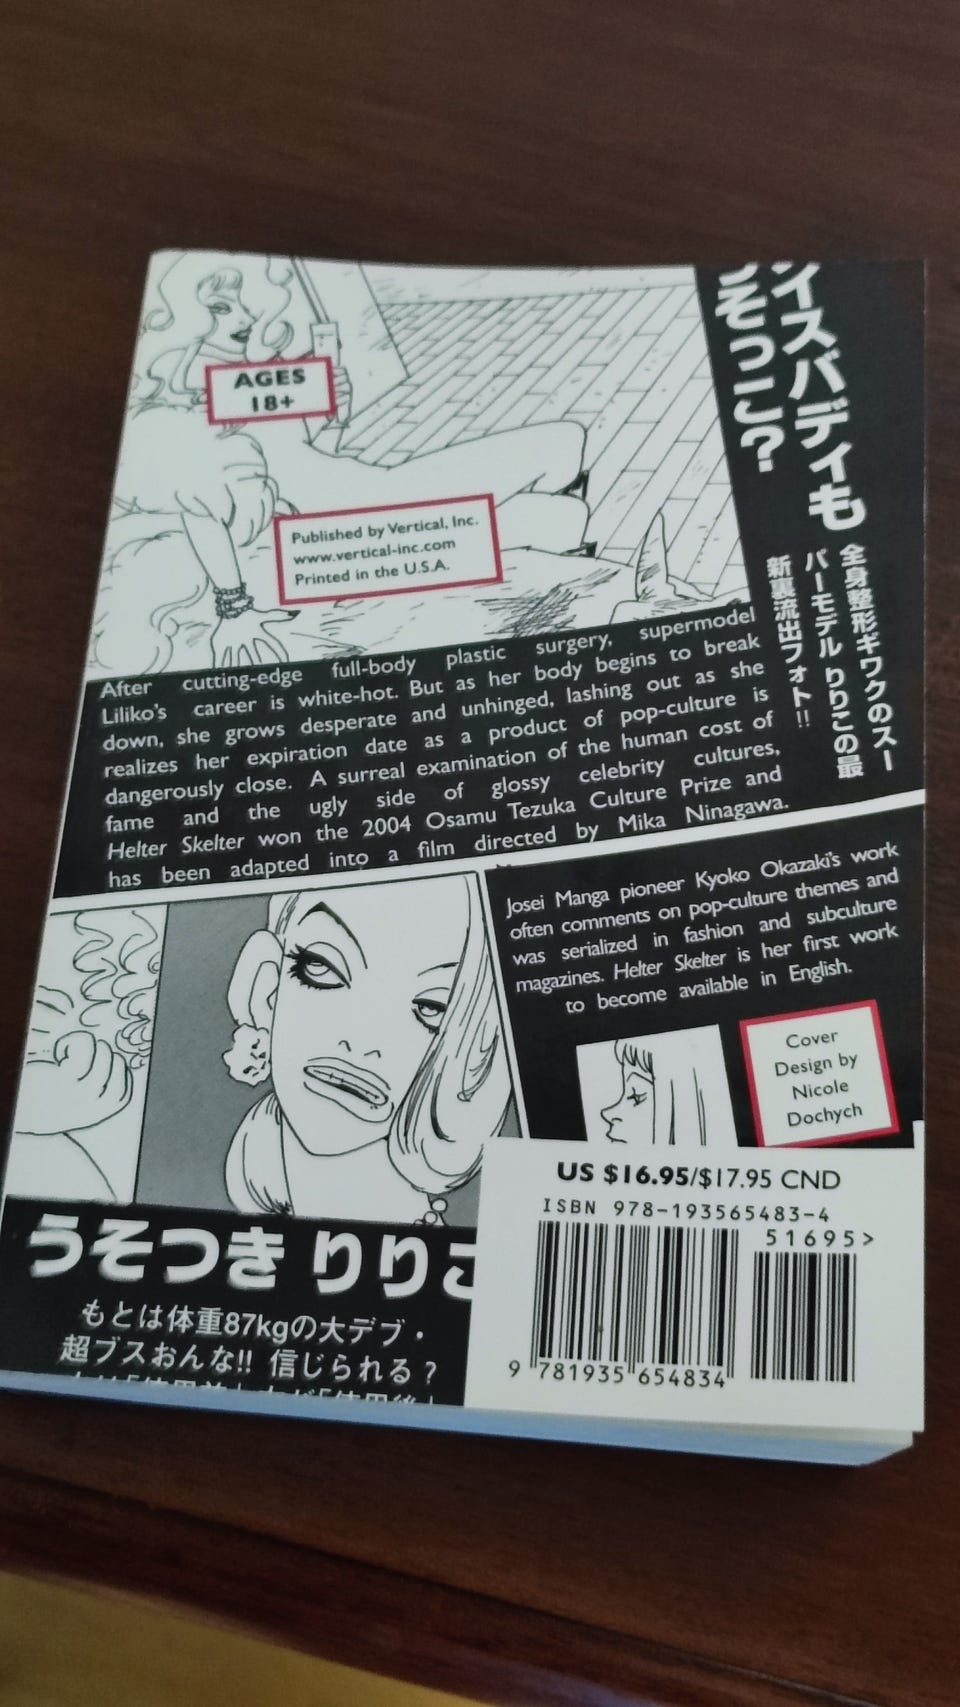 AGES
18+
Published by Vertical, Inc.
www.vertical-inc.com
Printed in the U.S.A.
イスバディも
そっこ?
全身整形ギワクのスー
パーモデル りりこの最
新裏流出フォト!!
After cutting-edge full-body plastic surgery, supermodel
Liliko's career is white-hot. But as her body begins to break
down, she grows desperate and unhinged, lashing out as she
realizes her expiration date as a product of pop-culture is
dangerously close. A surreal examination of the human cost of
fame and the ugly side of glossy celebrity cultures,
Helter Skelter won the 2004 Osamu Tezuka Culture Prize and
has been adapted into a film directed by Mika Ninagawa.
Josei Manga pioneer Kyoko Okazaki's work
often comments on pop-culture themes and
was serialized in fashion and subculture
magazines. Helter Skelter is her first work
to become available in English.
Cover
Design by
Nicole
Dochych
うそつき りりこ
もとは体重87kgの大デブ・
超ブスおんな!! 信じられる?
US $16.95/$17.95 CND
ISBN 978-193565483-4
51695>
9 781935 654834